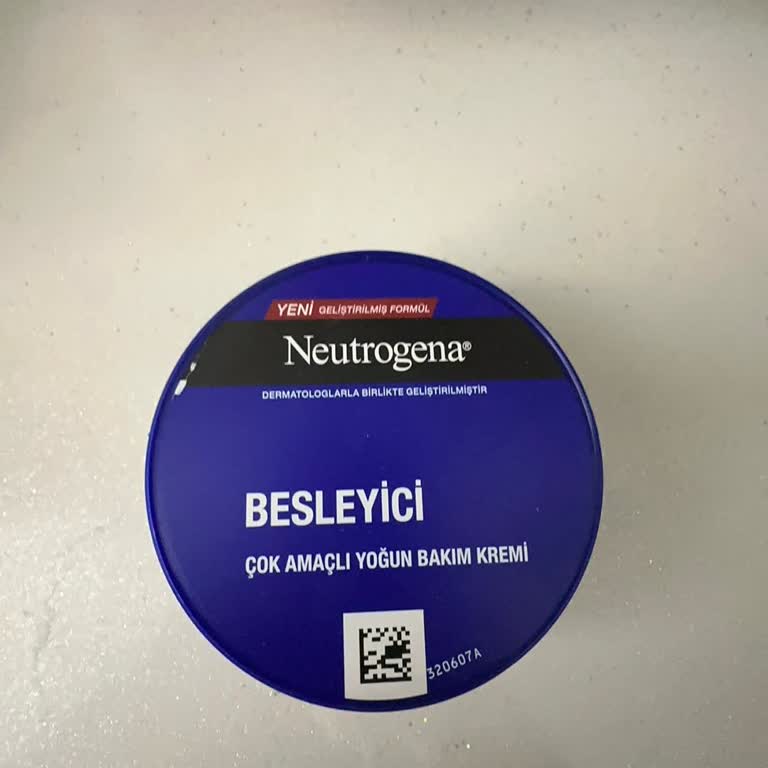 YENİ GELİŞTİRİLMİŞ FORMÜL
Neutrogena®
DERMATOLOGLARLA BİRLİKTE GELİŞTİRİLMİŞTİR
BESLEYİCİ
ÇOK AMAÇLI YOĞUN BAKIM KREMİ
320607A